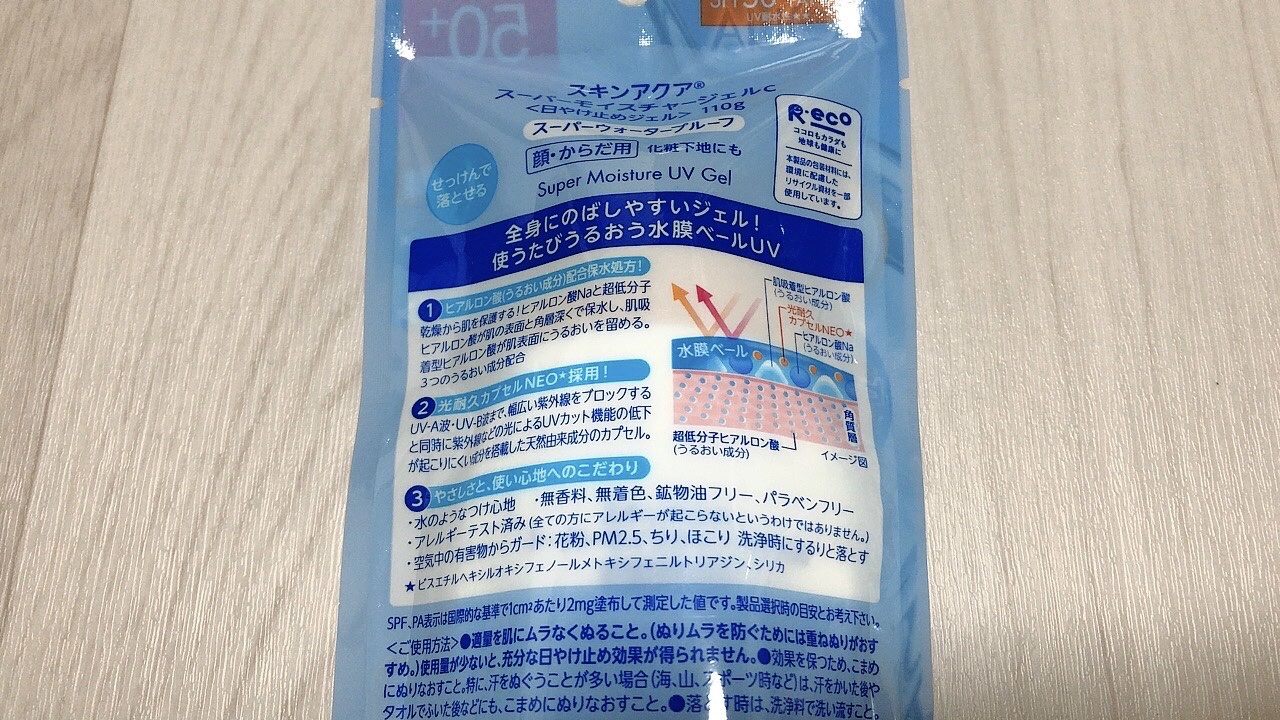 50+
UV耐水性★★
スキンアクア®
スーパーモイスチャージェルC
<日やけ止めジェル> 110g
スーパーウォータープルーフ
顔・からだ用 化粧下地にも
Super Moisture UV Gel
せっけんで
落とせる
R・eco
ココロもカラダも
地球も健康に
本製品の包装材料には、
環境に配慮した
リサイクル資材を一部
使用しています。
全身にのばしやすいジェル！
使うたびうるおう水膜ベールUV
1 ヒアルロン酸(うるおい成分)配合保水処方！
乾燥から肌を保護する！ヒアルロン酸Naと超低分子
ヒアルロン酸が肌の表面と角層深くで保水し、肌吸
着型ヒアルロン酸が肌表面にうるおいを留める。
3つのうるおい成分配合
2 光耐久カプセルNEO★採用！
UV-A波・UV-B波まで、幅広い紫外線をブロックする
と同時に紫外線などの光によるUVカット機能の低下
が起こりにくい成分を搭載した天然由来成分のカプセル。
肌吸着型ヒアルロン酸
(うるおい成分)
光耐久
カプセルNEO★
ヒアルロン酸Na
(うるおい成分)
水膜ベール
角質層
超低分子ヒアルロン酸
(うるおい成分)
イメージ図
3 やさしさと、使い心地へのこだわり
・水のようなつけ心地 ・無香料、無着色、鉱物油フリー、パラベンフリー
・アレルギーテスト済み(全ての方にアレルギーが起こらないというわけではありません。)
・空気中の有害物からガード：花粉、PM2.5、ちり、ほこり 洗浄時にするりと落とす
★ビスエチルヘキシルオキシフェノールメトキシフェニルトリアジン、シリカ
SPF、PA表示は国際的な基準で1cm²あたり2mg塗布して測定した値です。製品選択時の目安とお考え下さい。
<ご使用方法>●適量を肌にムラなくぬること。(ぬりムラを防ぐためには重ねぬりがおす
すめ。)使用量が少ないと、充分な日やけ止め効果が得られません。●効果を保つため、こまめ
にぬりなおすこと。特に、汗をぬぐうことが多い場合(海、山、スポーツ時など)は、汗をかいた後や
タオルでふいた後などにも、こまめにぬりなおすこと。●落とす時は、洗浄料で洗い流すこと。